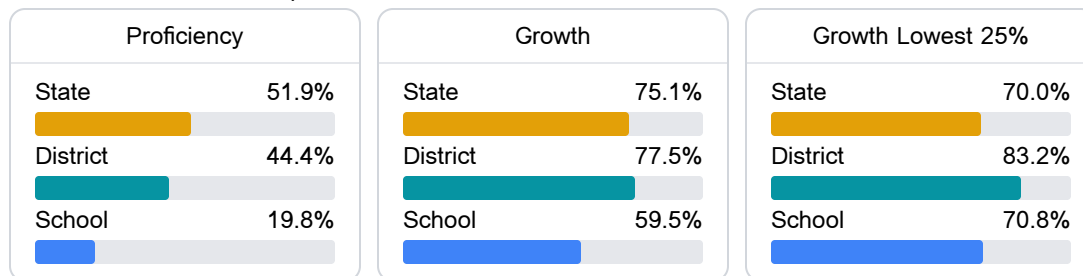 Proficiency
State 51.9%
District 44.4%
School 19.8%
Growth
State 75.1%
District 77.5%
School 59.5%
Growth Lowest 25%
State 70.0%
District 83.2%
School 70.8%